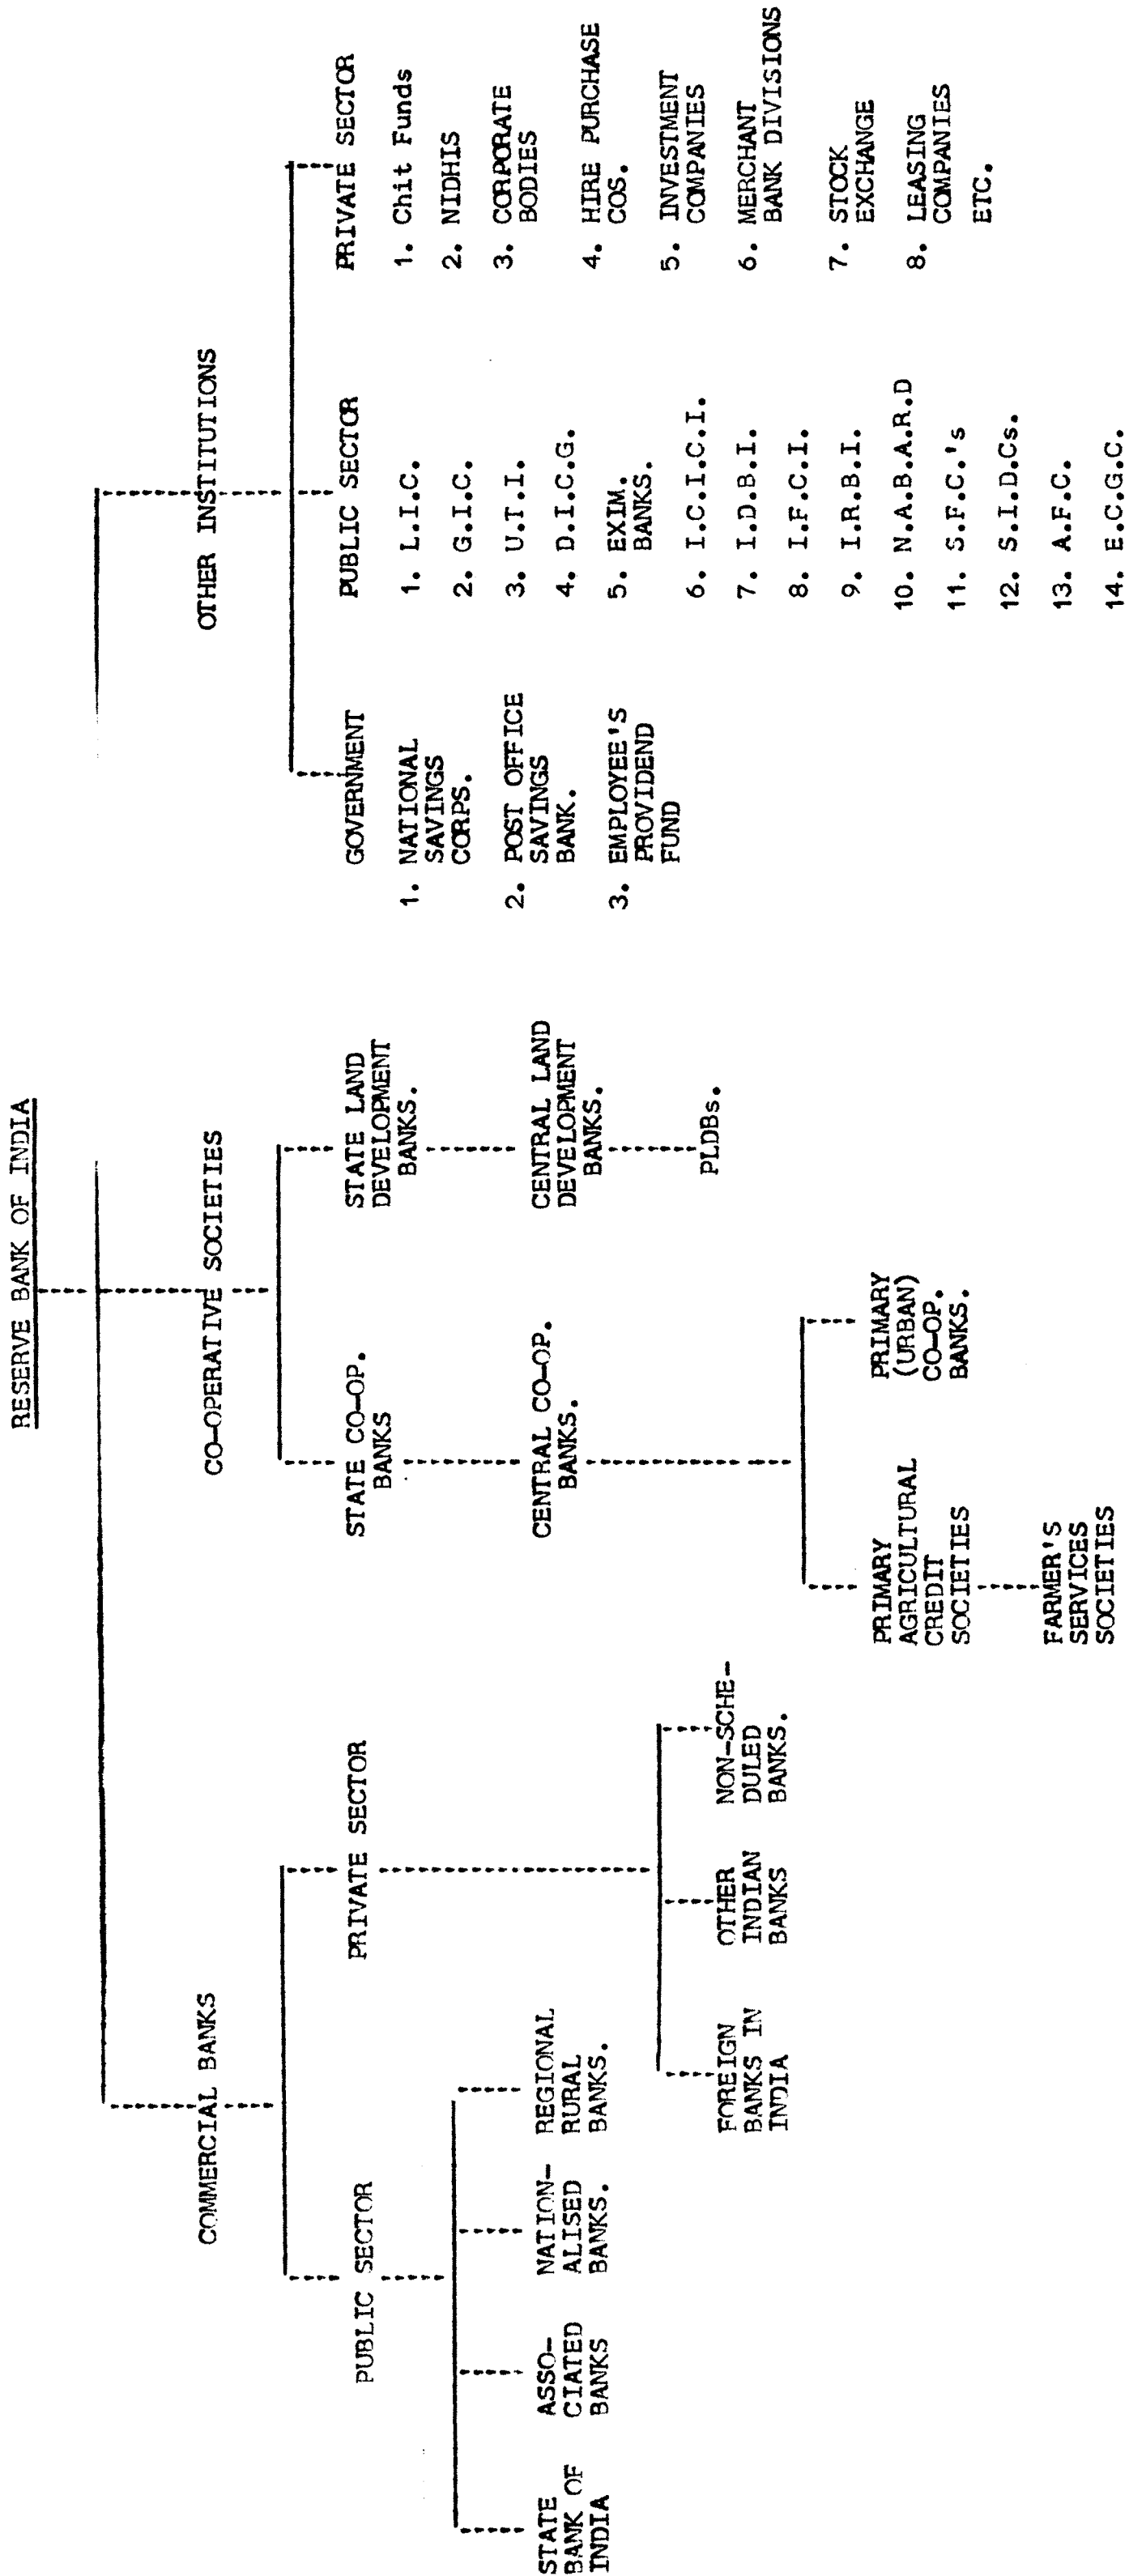 RESERVE BANK OF INDIA
COMMERCIAL BANKS
PUBLIC SECTOR
STATE
BANK OF
INDIA
ASSO-
CIATED
BANKS
NATION-
ALISED
BANKS.
REGIONAL
RURAL
BANKS.
PRIVATE SECTOR
FOREIGN
BANKS IN
INDIA
OTHER
INDIAN
BANKS
NON-SCHE-
DULED
BANKS.
CO-OPERATIVE SOCIETIES
STATE CO-OP.
BANKS
CENTRAL CO-OP.
BANKS.
PRIMARY
AGRICULTURAL
CREDIT
SOCIETIES
FARMER'S
SERVICES
SOCIETIES
PRIMARY
(URBAN)
CO-OP.
BANKS.
STATE LAND
DEVELOPMENT
BANKS.
CENTRAL LAND
DEVELOPMENT
BANKS.
PLDBs.
OTHER INSTITUTIONS
GOVERNMENT
1. NATIONAL
SAVINGS
CORPS.
2. POST OFFICE
SAVINGS
BANK.
3. EMPLOYEE'S
PROVIDEND
FUND
PUBLIC SECTOR
1. L.I.C.
2. G.I.C.
3. U.T.I.
4. D.I.C.G.
5. EXIM.
BANKS.
6. I.C.I.C.I.
7. I.D.B.I.
8. I.F.C.I.
9. I.R.B.I.
10. N.A.B.A.R.D
11. S.F.C.'s
12. S.I.D.Cs.
13. A.F.C.
14. E.C.G.C.
PRIVATE SECTOR
1. Chit Funds
2. NIDHIS
3. CORPORATE
BODIES
4. HIRE PURCHASE
COS.
5. INVESTMENT
COMPANIES
6. MERCHANT
BANK DIVISIONS
7. STOCK
EXCHANGE
8. LEASING
COMPANIES
ETC.